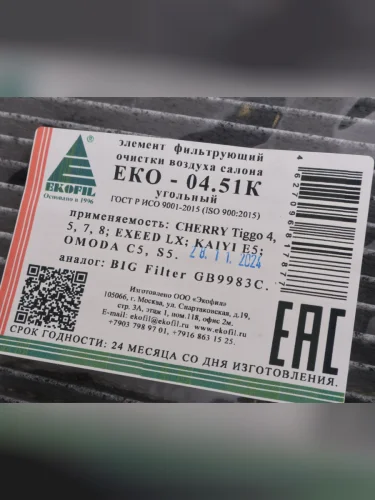 элемент фильтрующий
очистки воздуха салона
ЕКО - 04.51К
угольный
ГОСТ Р ИСО 9001-2015 (ISO 900:2015)
применяемость: CHERRY Tiggo 4,
5, 7, 8; EXEED LX; KAIYI E5;
OMODA C5, S5. 26.11.2024
аналог: BIG Filter GB9983C.
®
EKOFIL
Основано в 1996
Изготовлено ООО «Экофил»
105066, г. Москва, ул. Спартаковская, д.19,
стр. 3А, этаж 1, пом.118, офис 2м.
E-mail: ekofil@ekofil.ru www.ekofil.ru
+7903 798 97 01, +7916 863 15 25.
СРОК ГОДНОСТИ: 24 МЕСЯЦА СО ДНЯ ИЗГОТОВЛЕНИЯ.
EAC
4 627096 817877